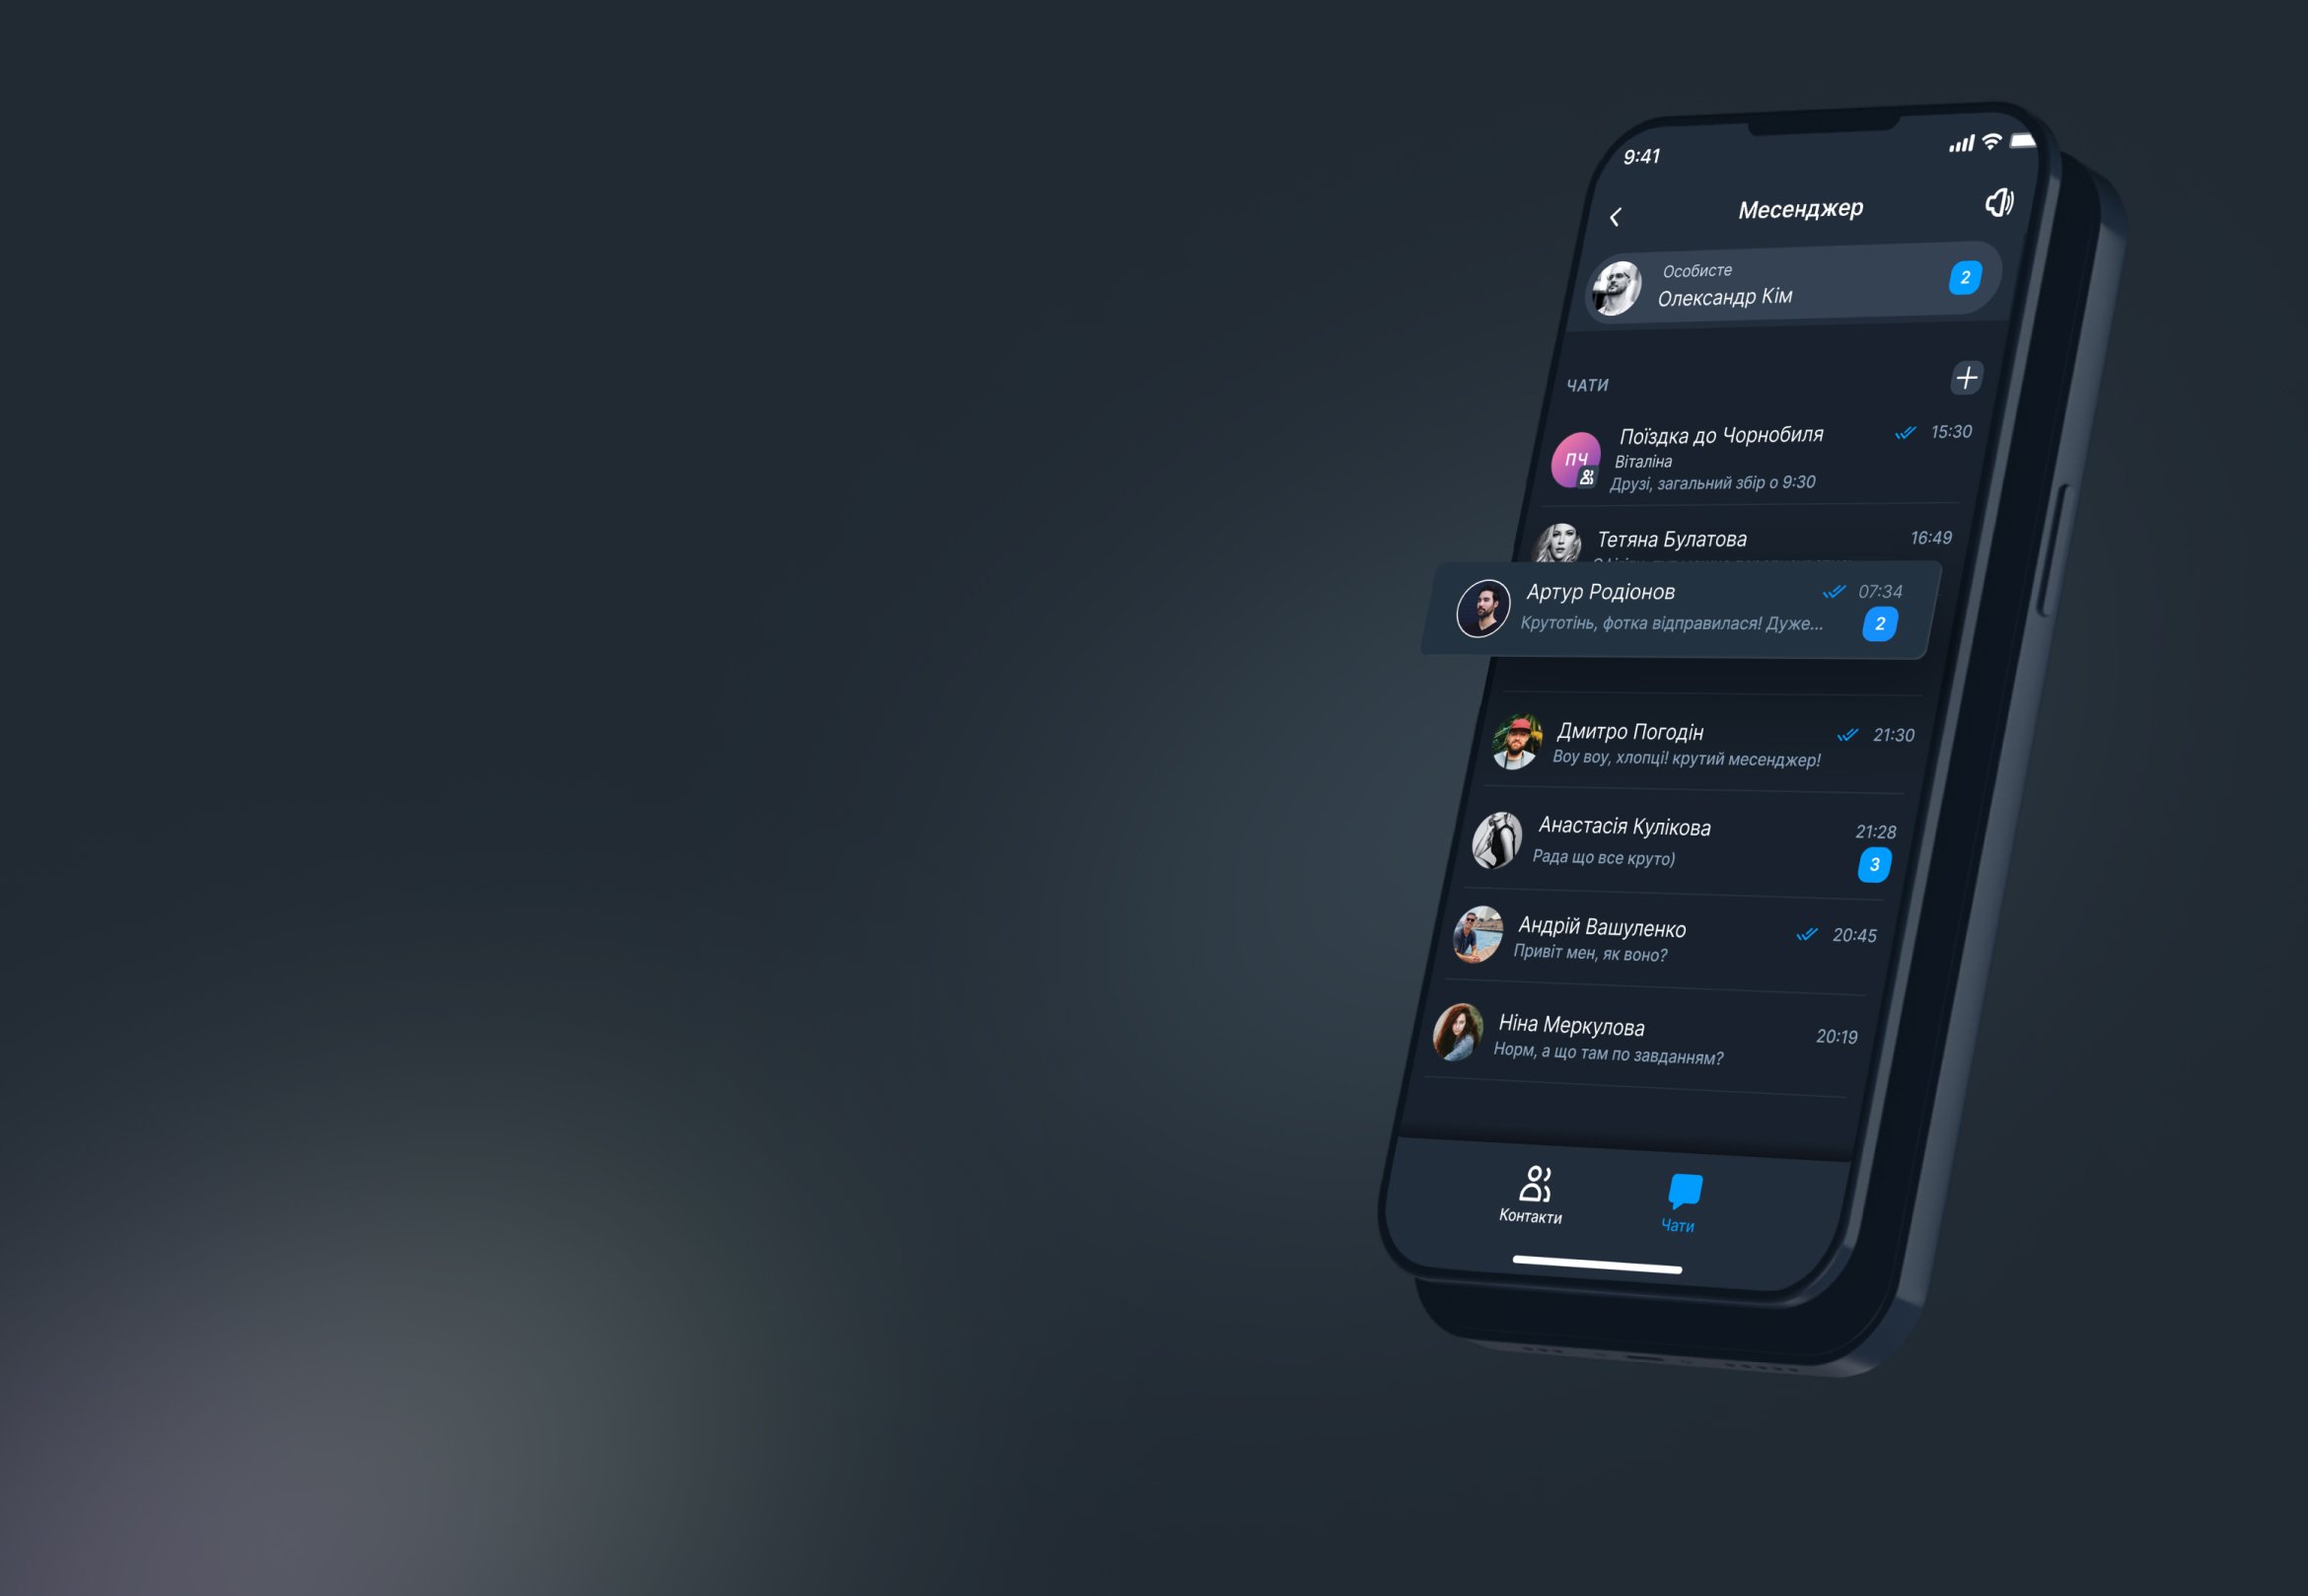 9:41
Месенджер
Особисте
2
Олександр Кім
ЧАТИ
ПЧ
Поїздка до Чорнобиля
15:30
Віталіна
Друзі, загальний збір о 9:30
Тетяна Булатова
16:49
Артур Родіонов
07:34
Крутотінь, фотка відправилася! Дуже...
2
Дмитро Погодін
21:30
Воу воу, хлопці! крутий месенджер!
Анастасія Кулікова
21:28
Рада що все круто)
3
Андрій Вашуленко
20:45
Привіт мен, як воно?
Ніна Меркулова
20:19
Норм, а що там по завданням?
Контакти
Чати